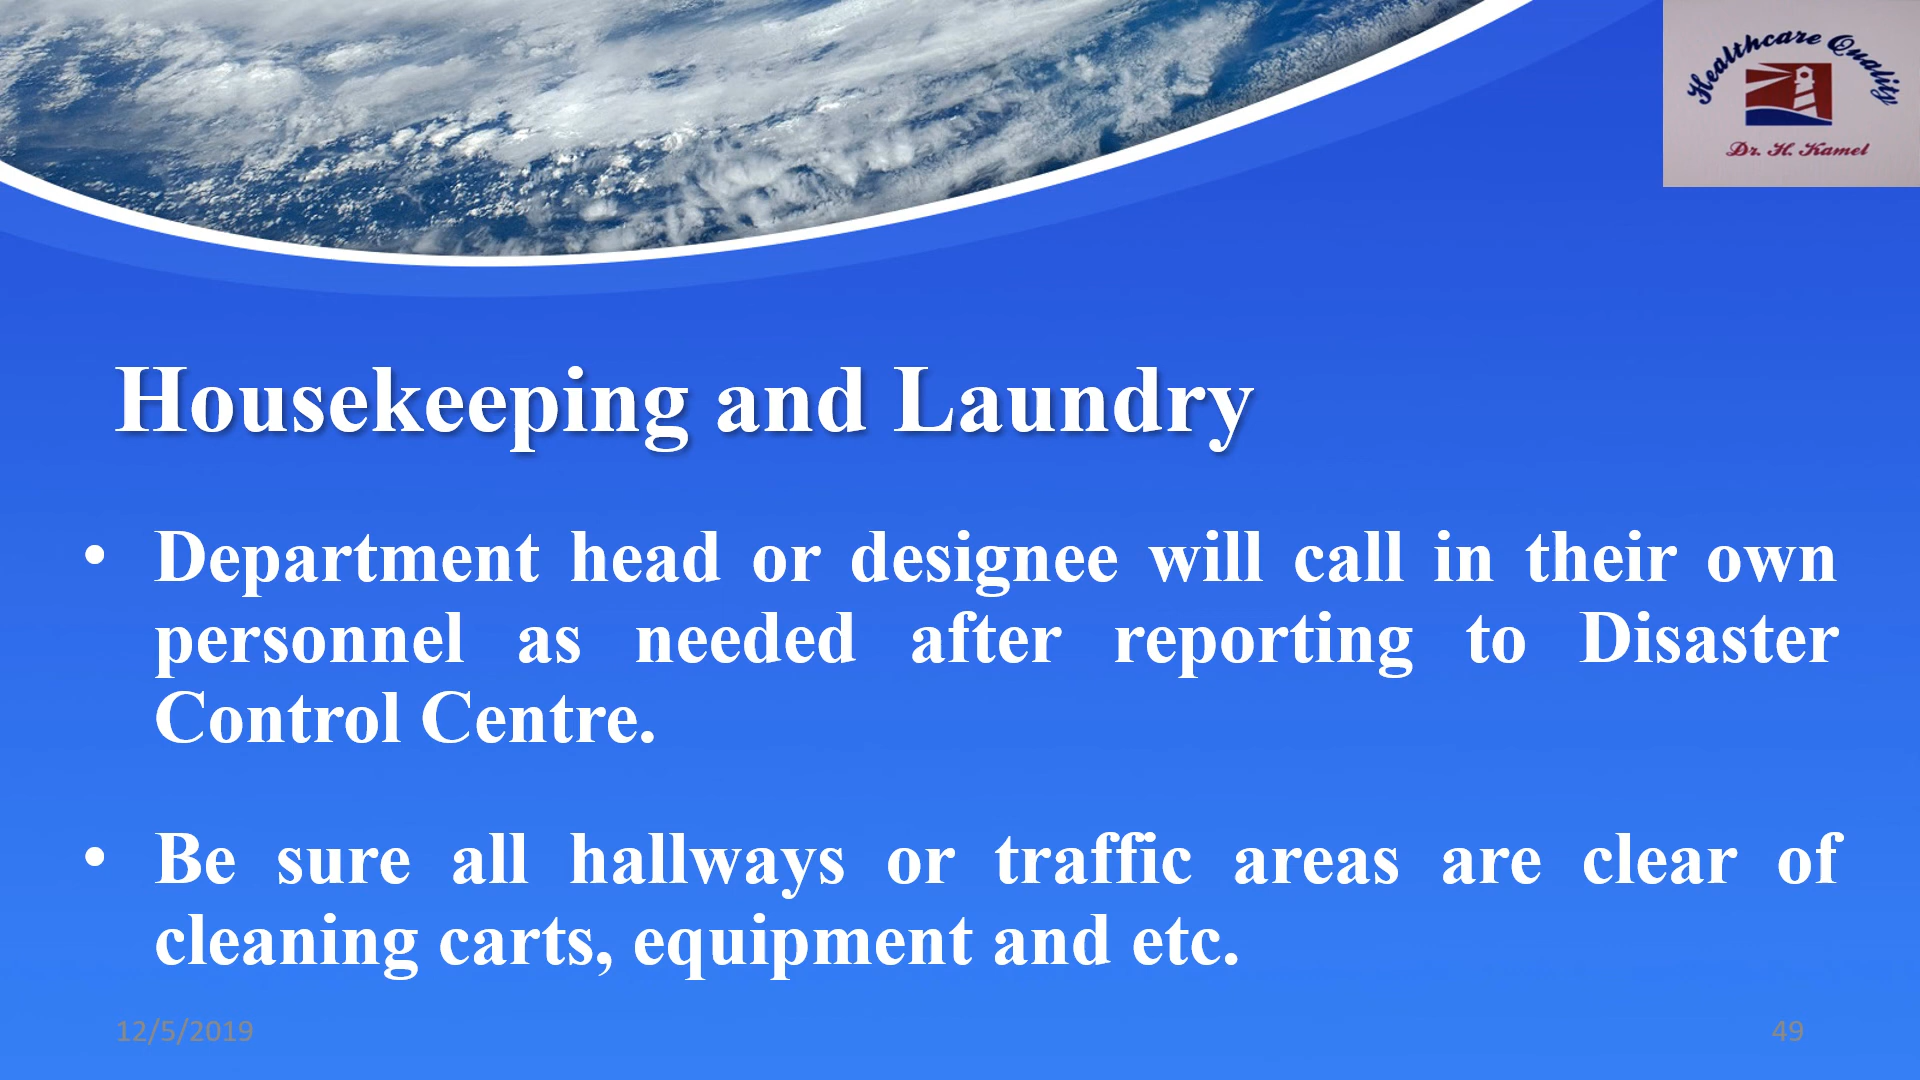 Healthcare Quality
Dr. H. Kamel
Housekeeping and Laundry
• Department head or designee will call in their own
personnel as needed after reporting to Disaster
Control Centre.
• Be sure all hallways or traffic areas are clear of
cleaning carts, equipment and etc.
12/5/2019
49